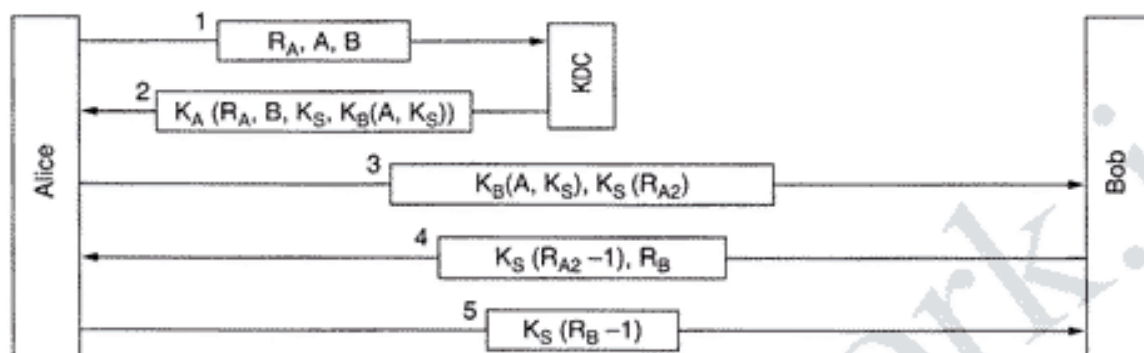 1
R_A, A, B
KDC
2
K_A (R_A, B, K_S, K_B(A, K_S))
Alice
Bob
3
K_B(A, K_S), K_S (R_A2)
4
K_S (R_A2 –1), R_B
5
K_S (R_B –1)